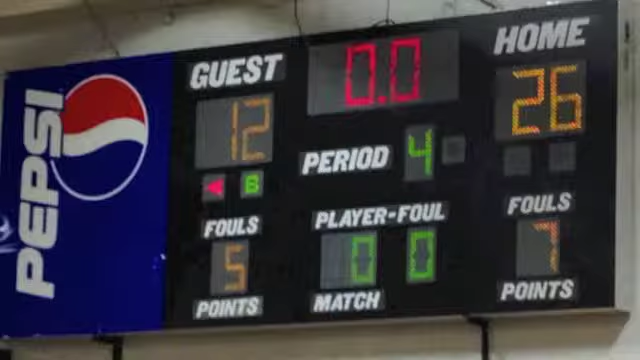 PEPSI
GUEST
12
B
FOULS
5
POINTS
0.0
PERIOD 4
PLAYER-FOUL
0 0
MATCH
HOME
26
FOULS
7
POINTS